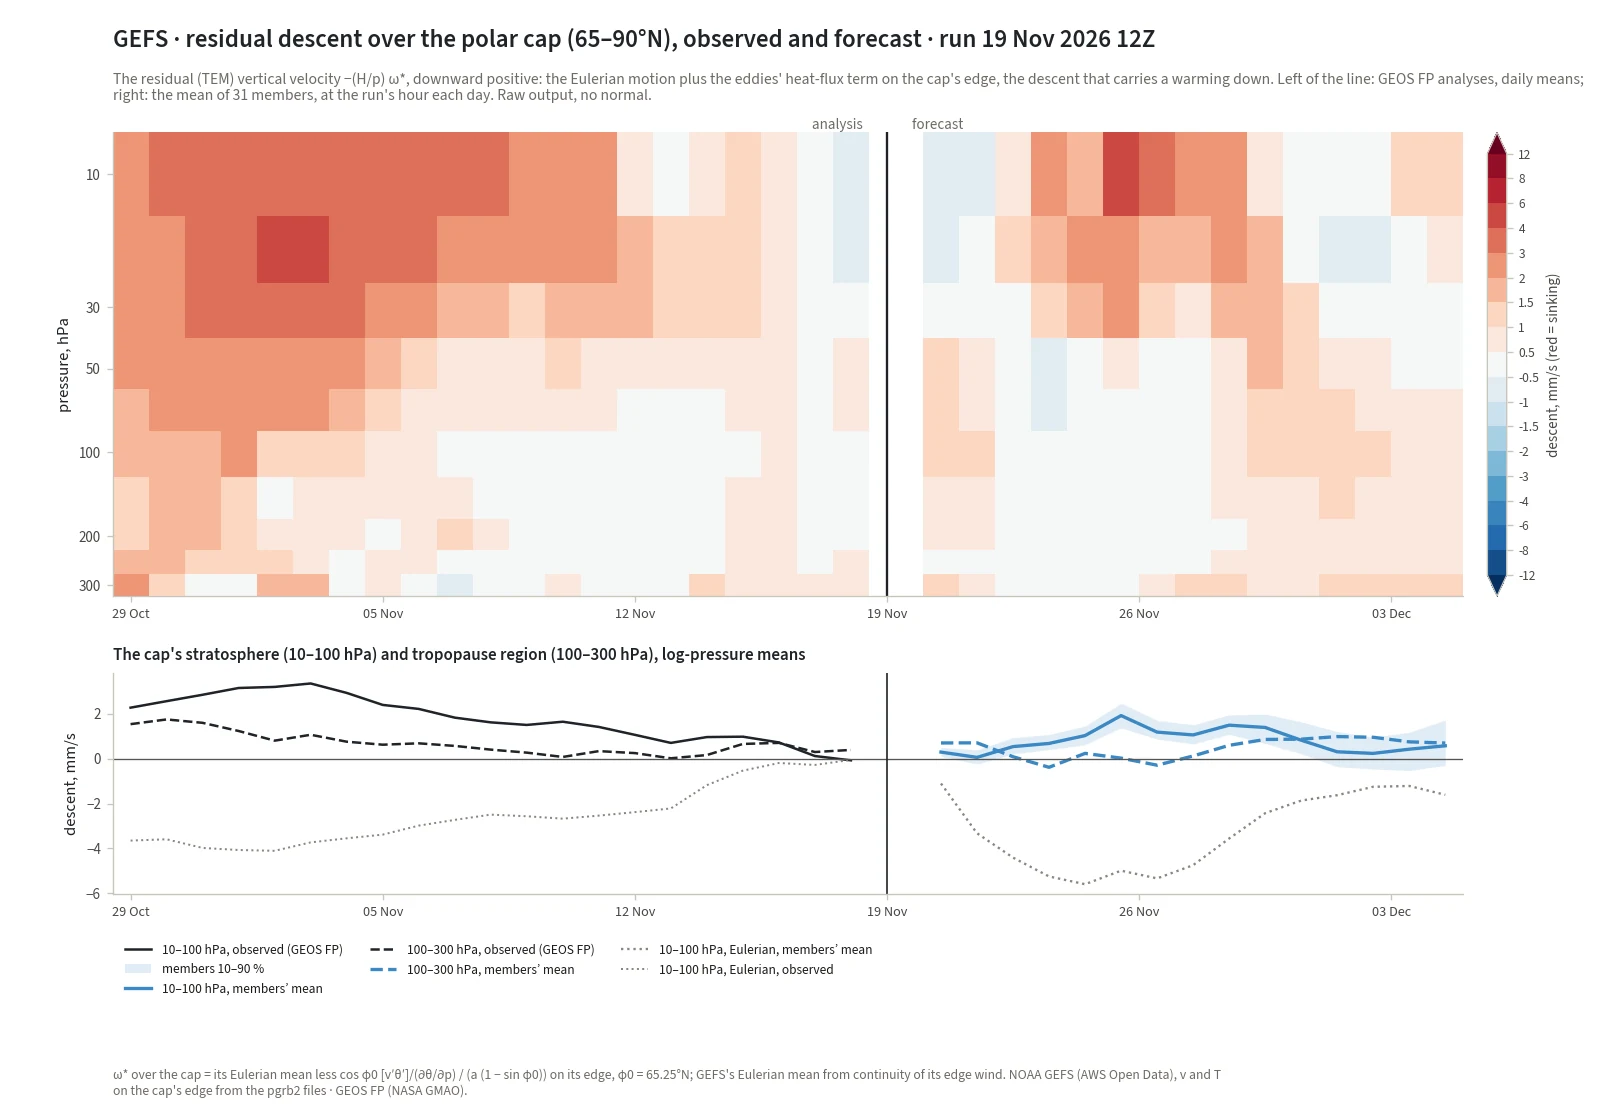 GEFS · residual descent over the polar cap (65–90°N), observed and forecast · run 19 Nov 2026 12Z
The residual (TEM) vertical velocity −(H/p) ω*, downward positive: the Eulerian motion plus the eddies' heat-flux term on the cap's edge, the descent that carries a warming down. Left of the line: GEOS FP analyses, daily means;
right: the mean of 31 members, at the run's hour each day. Raw output, no normal.
analysis
forecast
pressure, hPa
10
30
50
100
200
300
29 Oct
05 Nov
12 Nov
19 Nov
26 Nov
03 Dec
12
8
6
4
3
2
1.5
1
0.5
-0.5
-1
-1.5
-2
-3
-4
-6
-8
-12
descent, mm/s (red = sinking)
The cap's stratosphere (10–100 hPa) and tropopause region (100–300 hPa), log-pressure means
descent, mm/s
2
0
−2
−4
−6
29 Oct
05 Nov
12 Nov
19 Nov
26 Nov
03 Dec
10–100 hPa, observed (GEOS FP)
members 10–90 %
10–100 hPa, members’ mean
100–300 hPa, observed (GEOS FP)
100–300 hPa, members’ mean
10–100 hPa, Eulerian, members’ mean
10–100 hPa, Eulerian, observed
ω* over the cap = its Eulerian mean less cos φ0 [v′θ′]/(∂θ/∂p) / (a (1 − sin φ0)) on its edge, φ0 = 65.25°N; GEFS's Eulerian mean from continuity of its edge wind. NOAA GEFS (AWS Open Data), v and T
on the cap's edge from the pgrb2 files · GEOS FP (NASA GMAO).